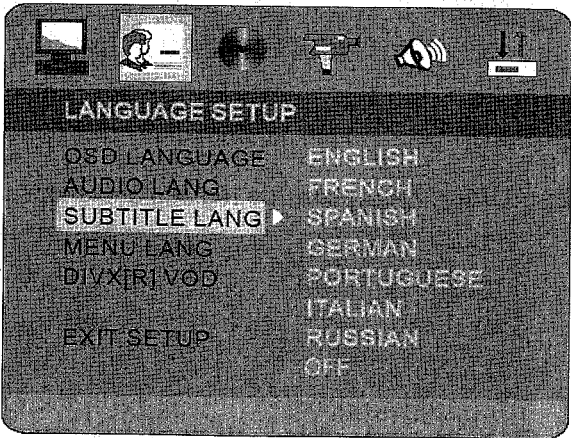 LANGUAGE SETUP
OSD LANGUAGE ENGLISH
AUDIO LANG FRENCH
SUBTITLE LANG SPANISH
MENU LANG GERMAN
DIVX[R] VOD PORTUGUESE
ITALIAN
EXIT SETUP RUSSIAN
OFF